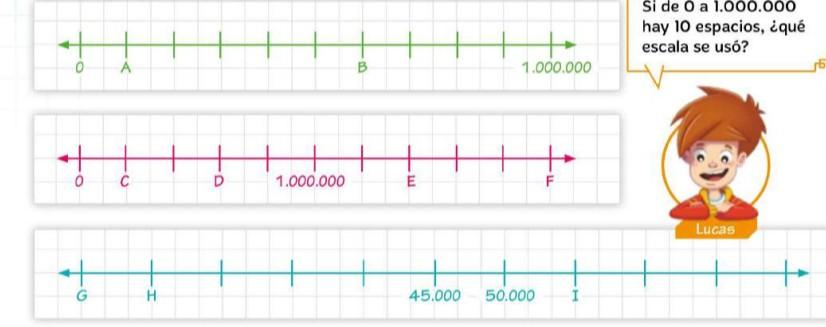 Si de 0 a 1.000.000
hay 10 espacios, ¿qué
escala se usó?
0 A B 1.000.000
0 C D 1.000.000 E F
Lucas
G H 45.000 50.000 I